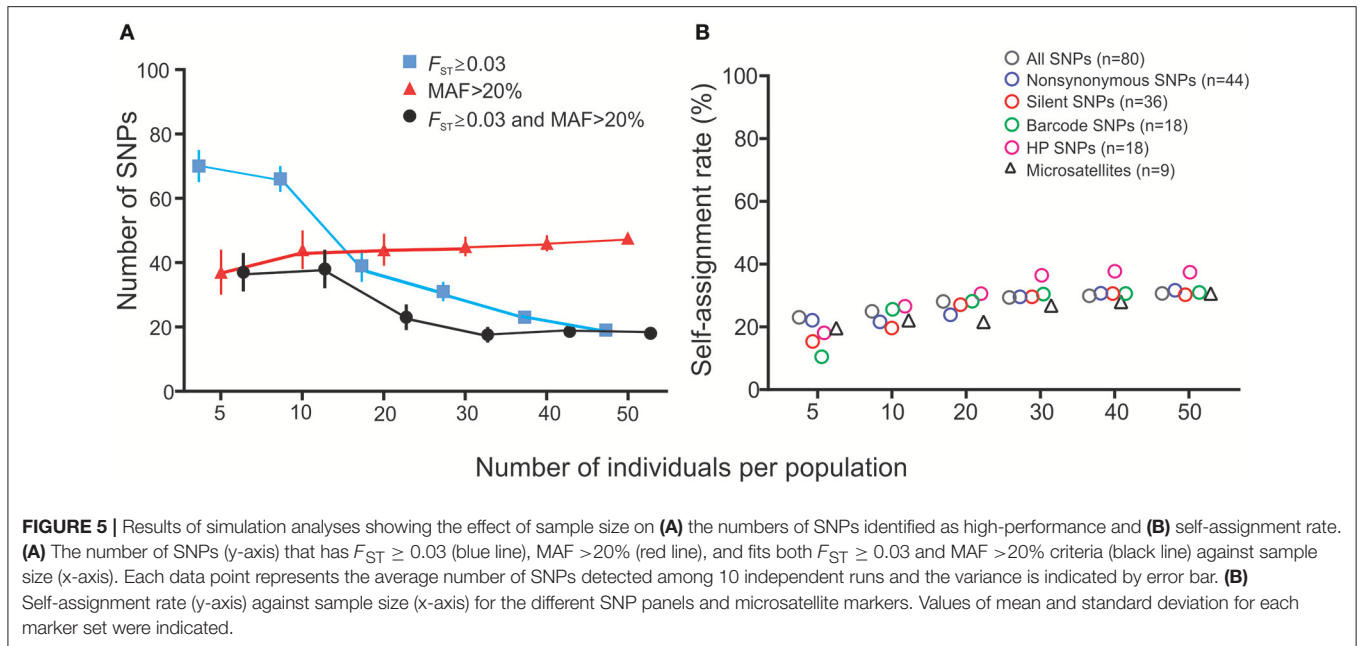 A
F_ST≥0.03
MAF>20%
F_ST≥0.03 and MAF>20%
Number of SNPs
100
80
60
40
20
0
5 10 20 30 40 50
B
All SNPs (n=80)
Nonsynonymous SNPs (n=44)
Silent SNPs (n=36)
Barcode SNPs (n=18)
HP SNPs (n=18)
Microsatellites (n=9)
Self-assignment rate (%)
100
80
60
40
20
0
5 10 20 30 40 50
Number of individuals per population
FIGURE 5 | Results of simulation analyses showing the effect of sample size on (A) the numbers of SNPs identified as high-performance and (B) self-assignment rate.
(A) The number of SNPs (y-axis) that has F_ST ≥ 0.03 (blue line), MAF >20% (red line), and fits both F_ST ≥ 0.03 and MAF >20% criteria (black line) against sample
size (x-axis). Each data point represents the average number of SNPs detected among 10 independent runs and the variance is indicated by error bar. (B)
Self-assignment rate (y-axis) against sample size (x-axis) for the different SNP panels and microsatellite markers. Values of mean and standard deviation for each
marker set were indicated.